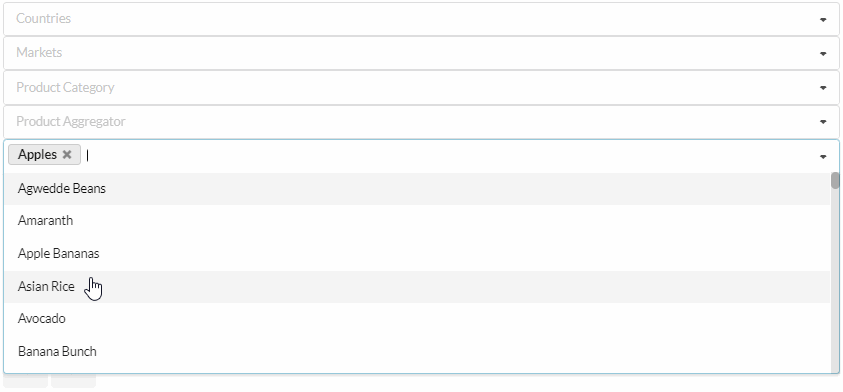 Countries
Markets
Product Category
Product Aggregator
Apples
Agwedde Beans
Amaranth
Apple Bananas
Asian Rice
Avocado
Banana Bunch